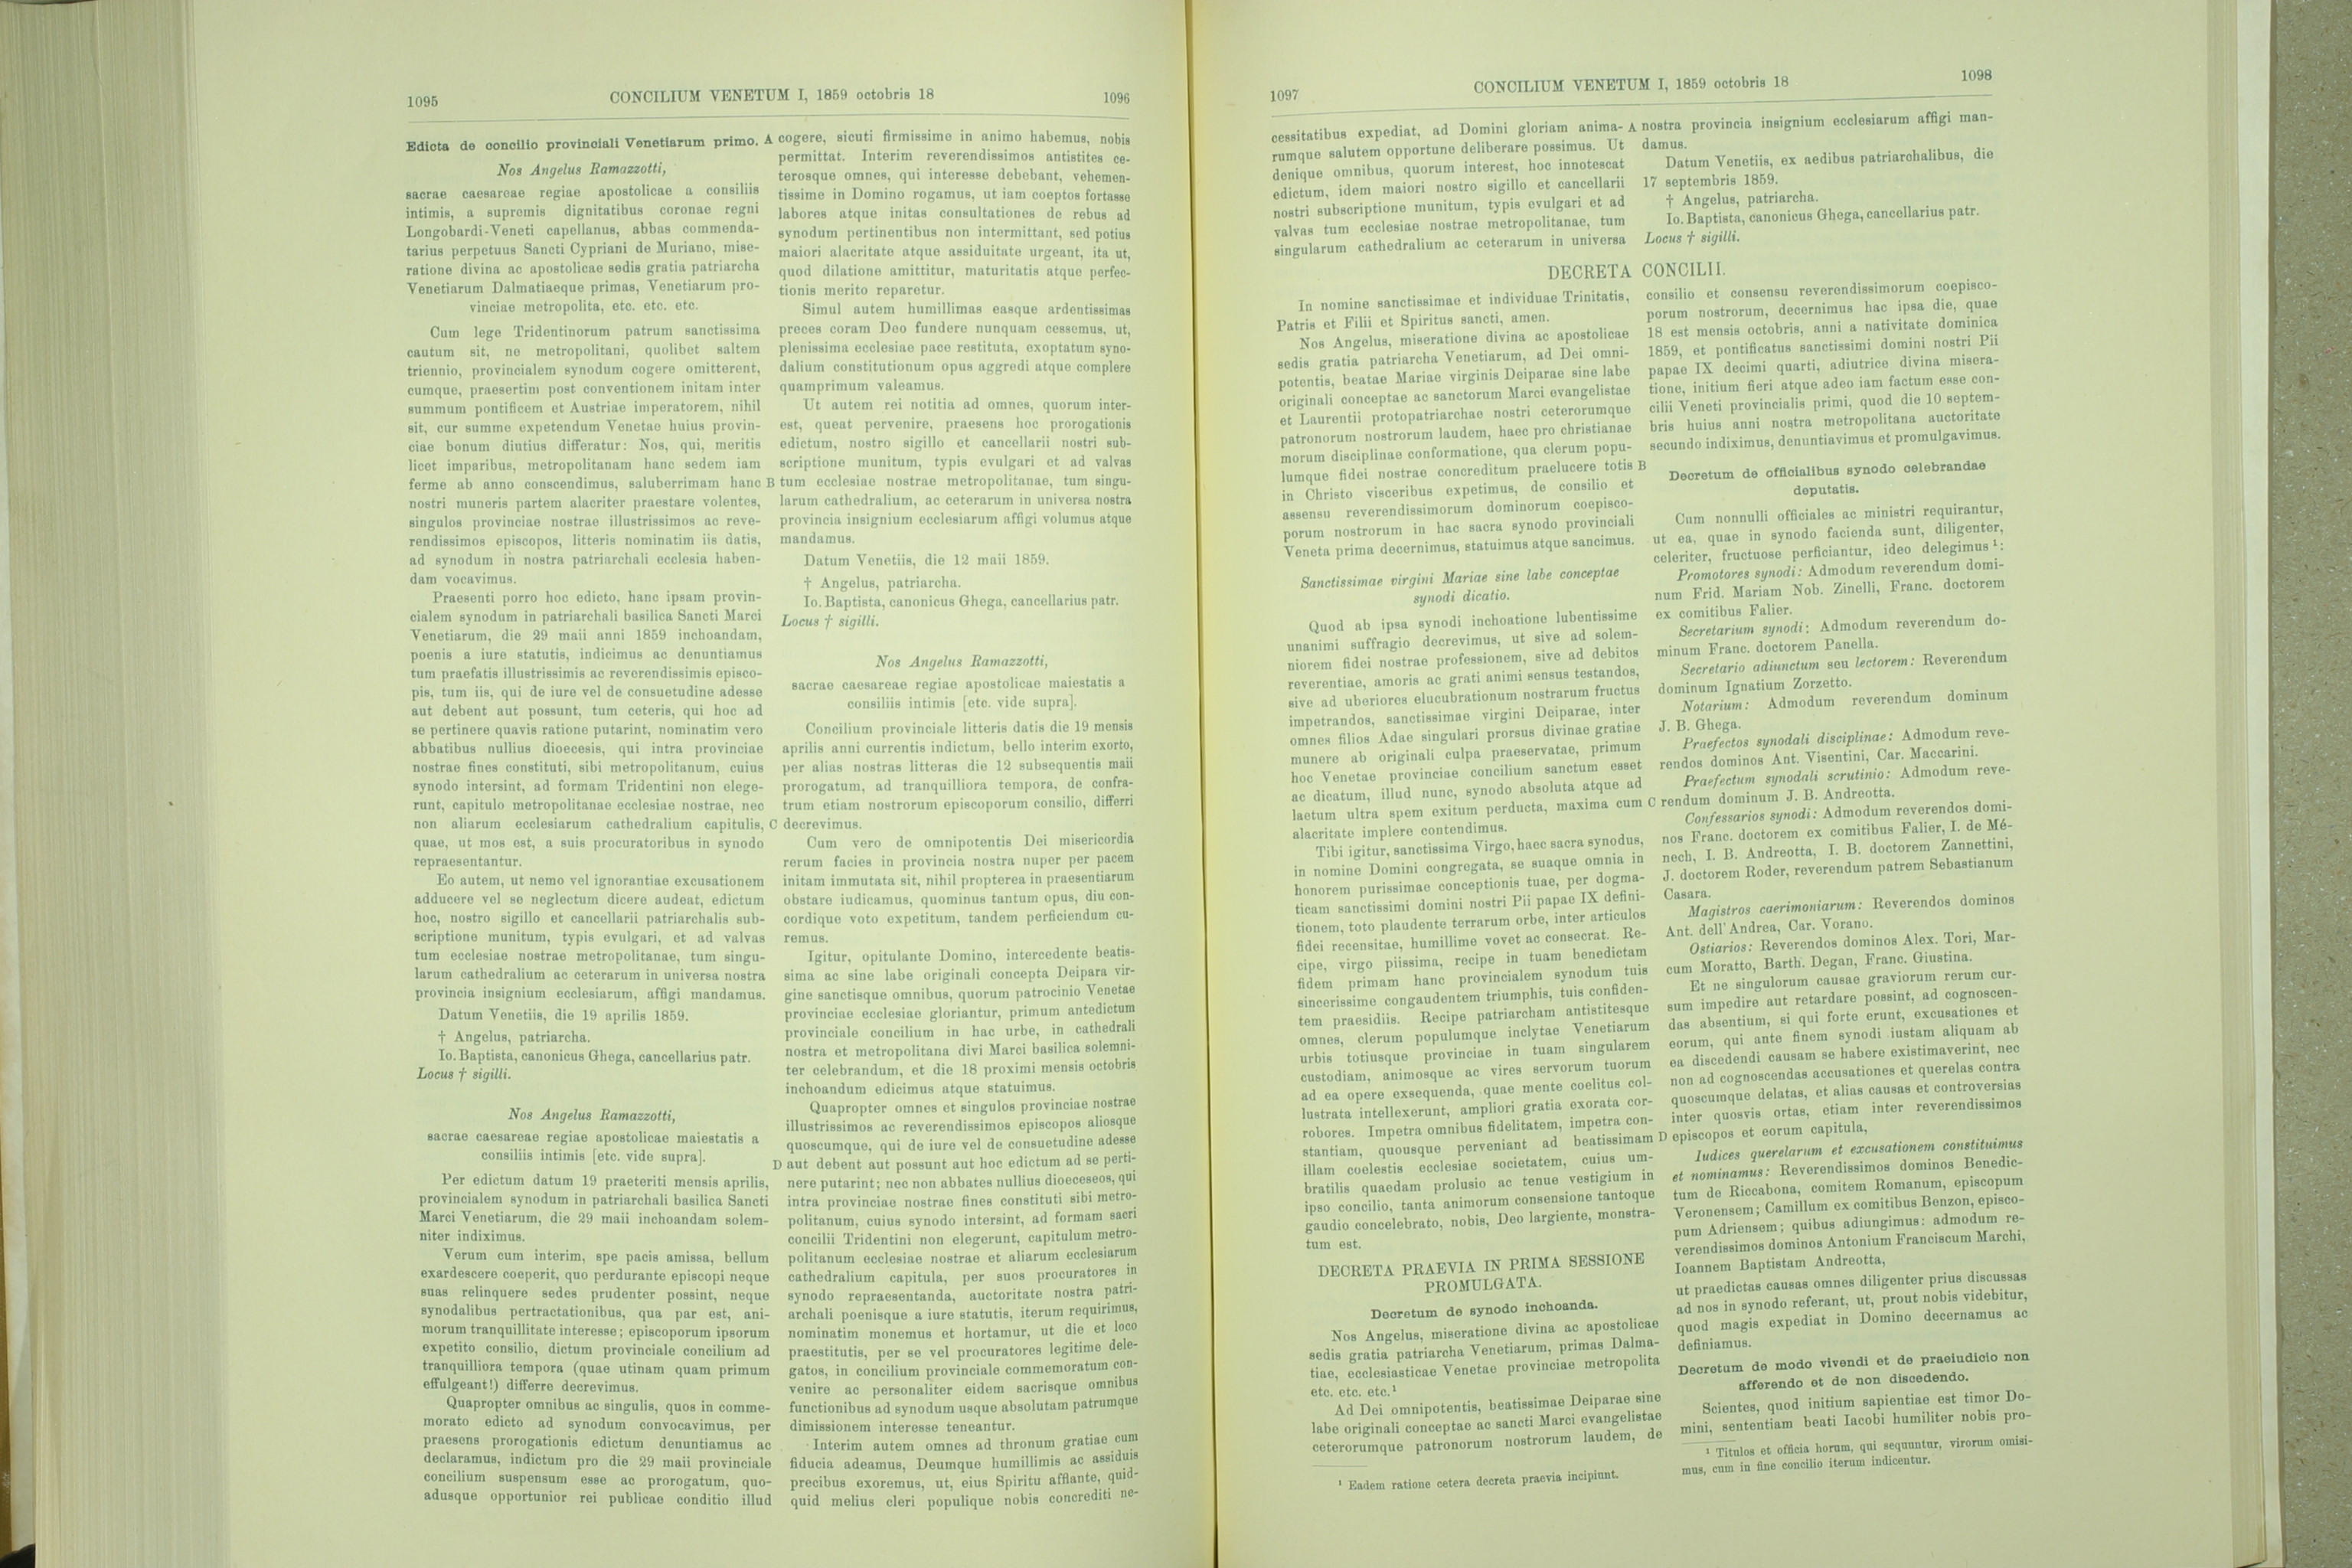 1095
CONCILIUM VENETUM I, 1859 octobris 18
1096
Edicta de concilio provinciali Venetiarum primo.
Nos Angelus Ramazzotti,
sacrae caesareae regiae apostolicae a consiliis
intimis, a supremis dignitatibus coronae regni
Longobardi-Veneti capellanus, abbas commenda-
tarius perpetuus Sancti Cypriani de Muriano, mise-
ratione divina ac apostolicae sedis gratia patriarcha
Venetiarum Dalmatiaeque primas, Venetiarum pro-
vinciae metropolita, etc. etc. etc.
Cum lege Tridentinorum patrum sanctissima
cautum sit, ne metropolitani, quolibet saltem
triennio, provincialem synodum cogere omitterent,
cumque, praesertim post conventionem initam inter
summum pontificem et Austriae imperatorem, nihil
sit, cur summe expetendum Venetae huius provin-
ciae bonum diutius differatur: Nos, qui, meritis
licet imparibus, metropolitanam hanc sedem iam
ferme ab anno conscendimus, saluberrimam hanc
nostri muneris partem alacriter praestare volentes,
singulos provinciae nostrae illustrissimos ac reve-
rendissimos episcopos, litteris nominatim iis datis,
ad synodum in nostra patriarchali ecclesia haben-
dam vocavimus.
Praesenti porro hoc edicto, hanc ipsam provin-
cialem synodum in patriarchali basilica Sancti Marci
Venetiarum, die 29 maii anni 1859 inchoandam,
poenis a iure statutis, indicimus ac denuntiamus
tum praefatis illustrissimis ac reverendissimis episco-
pis, tum iis, qui de iure vel de consuetudine adesse
aut debent aut possunt, tum ceteris, qui hoc ad
se pertinere quavis ratione putarint, nominatim vero
abbatibus nullius dioecesis, qui intra provinciae
nostrae fines constituti, sibi metropolitanum, cuius
synodo intersint, ad formam Tridentini non elege-
runt, capitulo metropolitanae ecclesiae nostrae, nec
non aliarum ecclesiarum cathedralium capitulis,
quae, ut mos est, a suis procuratoribus in synodo
repraesentantur.
Eo autem, ut nemo vel ignorantiae excusationem
adducere vel se neglectum dicere audeat, edictum
hoc, nostro sigillo et cancellarii patriarchalis sub-
scriptione munitum, typis evulgari, et ad valvas
tum ecclesiae nostrae metropolitanae, tum singu-
larum cathedralium ac ceterarum in universa nostra
provincia insignium ecclesiarum, affigi mandamus.
Datum Venetiis, die 19 aprilis 1859.
† Angelus, patriarcha.
Io. Baptista, canonicus Ghega, cancellarius patr.
Locus † sigilli.
Nos Angelus Ramazzotti,
sacrae caesareae regiae apostolicae maiestatis a
consiliis intimis [etc. vide supra].
Per edictum datum 19 praeteriti mensis aprilis,
provincialem synodum in patriarchali basilica Sancti
Marci Venetiarum, die 29 maii inchoandam solem-
niter indiximus.
Verum cum interim, spe pacis amissa, bellum
exardescere coeperit, quo perdurante episcopi neque
suas relinquere sedes prudenter possint, neque
synodalibus pertractationibus, qua par est, ani-
morum tranquillitate interesse; episcoporum ipsorum
expetito consilio, dictum provinciale concilium ad
tranquilliora tempora (quae utinam quam primum
effulgeant!) differre decrevimus.
Quapropter omnibus ac singulis, quos in comme-
morato edicto ad synodum convocavimus, per
praesens prorogationis edictum denuntiamus ac
declaramus, indictum pro die 29 maii provinciale
concilium suspensum esse ac prorogatum, quo-
adusque opportunior rei publicae conditio illud
A cogere, sicuti firmissime in animo habemus, nobis
permittat. Interim reverendissimos antistites ce-
terosque omnes, qui interesse debebant, vehemen-
tissime in Domino rogamus, ut iam coeptos fortasse
labores atque initas consultationes de rebus ad
synodum pertinentibus non intermittant, sed potius
maiori alacritate atque assiduitate urgeant, ita ut,
quod dilatione amittitur, maturitatis atque perfec-
tionis merito reparetur.
Simul autem humillimas easque ardentissimas
preces coram Deo fundere nunquam cessemus, ut,
plenissima ecclesiae pace restituta, exoptatum syno-
dalium constitutionum opus aggredi atque complere
quamprimum valeamus.
Ut autem rei notitia ad omnes, quorum inter-
est, queat pervenire, praesens hoc prorogationis
edictum, nostro sigillo et cancellarii nostri sub-
scriptione munitum, typis evulgari et ad valvas
B tum ecclesiae nostrae metropolitanae, tum singu-
larum cathedralium, ac ceterarum in universa nostra
provincia insignium ecclesiarum affigi volumus atque
mandamus.
Datum Venetiis, die 12 maii 1859.
† Angelus, patriarcha.
Io. Baptista, canonicus Ghega, cancellarius patr.
Locus † sigilli.
Nos Angelus Ramazzotti,
sacrae caesareae regiae apostolicae maiestatis a
consiliis intimis [etc. vide supra].
Concilium provinciale litteris datis die 19 mensis
aprilis anni currentis indictum, bello interim exorto,
per alias nostras litteras die 12 subsequentis maii
prorogatum, ad tranquilliora tempora, de confra-
trum etiam nostrorum episcoporum consilio, differri
C decrevimus.
Cum vero de omnipotentis Dei misericordia
rerum facies in provincia nostra nuper per pacem
initam immutata sit, nihil propterea in praesentiarum
obstare iudicamus, quominus tantum opus, diu con-
cordique voto expetitum, tandem perficiendum cu-
remus.
Igitur, opitulante Domino, intercedente beatis-
sima ac sine labe originali concepta Deipara vir-
gine sanctisque omnibus, quorum patrocinio Venetae
provinciae ecclesiae gloriantur, primum antedictum
provinciale concilium in hac urbe, in cathedrali
nostra et metropolitana divi Marci basilica solemni-
ter celebrandum, et die 18 proximi mensis octobris
inchoandum edicimus atque statuimus.
Quapropter omnes et singulos provinciae nostrae
illustrissimos ac reverendissimos episcopos aliosque
quoscumque, qui de iure vel de consuetudine adesse
D aut debent aut possunt aut hoc edictum ad se perti-
nere putarint; nec non abbates nullius dioeceseos, qui
intra provinciae nostrae fines constituti sibi metro-
politanum, cuius synodo intersint, ad formam sacri
concilii Tridentini non elegerunt, capitulum metro-
politanum ecclesiae nostrae et aliarum ecclesiarum
cathedralium capitula, per suos procuratores in
synodo repraesentanda, auctoritate nostra patri-
archali poenisque a iure statutis, iterum requirimus,
nominatim monemus et hortamur, ut die et loco
praestitutis, per se vel procuratores legitime dele-
gatos, in concilium provinciale commemoratum con-
venire ac personaliter eidem sacrisque omnibus
functionibus ad synodum usque absolutam patrumque
dimissionem interesse teneantur.
Interim autem omnes ad thronum gratiae cum
fiducia adeamus, Deumque humillimis ac assiduis
precibus exoremus, ut, eius Spiritu afflante, quid-
quid melius cleri populique nobis concrediti ne-
1097
CONCILIUM VENETUM I, 1859 octobris 18
1098
cessitatibus expediat, ad Domini gloriam anima-
rumque salutem opportune deliberare possimus. Ut
denique omnibus, quorum interest, hoc innotescat
edictum, idem maiori nostro sigillo et cancellarii
nostri subscriptione munitum, typis evulgari et ad
valvas tum ecclesiae nostrae metropolitanae, tum
singularum cathedralium ac ceterarum in universa
A nostra provincia insignium ecclesiarum affigi man-
damus.
Datum Venetiis, ex aedibus patriarchalibus, die
17 septembris 1859.
† Angelus, patriarcha.
Io. Baptista, canonicus Ghega, cancellarius patr.
Locus † sigilli.
DECRETA CONCILII.
In nomine sanctissimae et individuae Trinitatis,
Patris et Filii et Spiritus sancti, amen.
Nos Angelus, miseratione divina ac apostolicae
sedis gratia patriarcha Venetiarum, ad Dei omni-
potentis, beatae Mariae virginis Deiparae sine labe
originali conceptae ac sanctorum Marci evangelistae
et Laurentii protopatriarchae nostri ceterorumque
patronorum nostrorum laudem, haec pro christianae
morum disciplinae conformatione, qua clerum popu-
lumque fidei nostrae concreditum praelucere totis
in Christo visceribus expetimus, de consilio et
assensu reverendissimorum dominorum coepisco-
porum nostrorum in hac sacra synodo provinciali
Veneta prima decernimus, statuimus atque sancimus.
Sanctissimae virgini Mariae sine labe conceptae
synodi dicatio.
Quod ab ipsa synodi inchoatione lubentissime
unanimi suffragio decrevimus, ut sive ad solem-
niorem fidei nostrae professionem, sive ad debitos
reverentiae, amoris ac grati animi sensus testandos,
sive ad uberiores elucubrationum nostrarum fructus
impetrandos, sanctissimae virgini Deiparae, inter
omnes filios Adae singulari prorsus divinae gratiae
munere ab originali culpa praeservatae, primum
hoc Venetae provinciae concilium sanctum esset
ac dicatum, illud nunc, synodo absoluta atque ad
laetum ultra spem exitum perducta, maxima cum
alacritate implere contendimus.
Tibi igitur, sanctissima Virgo, haec sacra synodus,
in nomine Domini congregata, se suaque omnia in
honorem purissimae conceptionis tuae, per dogma-
ticam sanctissimi domini nostri Pii papae IX defini-
tionem, toto plaudente terrarum orbe, inter articulos
fidei recensitae, humillime vovet ac consecrat. Re-
cipe, virgo piissima, recipe in tuam benedictam
fidem primam hanc provincialem synodum tuis
sincerissime congaudentem triumphis, tuis confiden-
tem praesidiis. Recipe patriarcham antistitesque
omnes, clerum populumque inclytae Venetiarum
urbis totiusque provinciae in tuam singularem
custodiam, animosque ac vires servorum tuorum
ad ea opere exsequenda, quae mente coelitus col-
lustrata intellexerunt, ampliori gratia exorata cor-
robores. Impetra omnibus fidelitatem, impetra con-
stantiam, quousque perveniant ad beatissimam
illam coelestis ecclesiae societatem, cuius um-
bratilis quaedam prolusio ac tenue vestigium in
ipso concilio, tanta animorum consensione tantoque
gaudio concelebrato, nobis, Deo largiente, monstra-
tum est.
DECRETA PRAEVIA IN PRIMA SESSIONE
PROMULGATA.
Decretum de synodo inchoanda.
Nos Angelus, miseratione divina ac apostolicae
sedis gratia patriarcha Venetiarum, primas Dalma-
tiae, ecclesiasticae Venetae provinciae metropolita
etc. etc. etc.¹
Ad Dei omnipotentis, beatissimae Deiparae sine
labe originali conceptae ac sancti Marci evangelistae
ceterorumque patronorum nostrorum laudem, de
¹ Eadem ratione cetera decreta praevia incipiunt.
consilio et consensu reverendissimorum coepisco-
porum nostrorum, decernimus hac ipsa die, quae
18 est mensis octobris, anni a nativitate dominica
1859, et pontificatus sanctissimi domini nostri Pii
papae IX decimi quarti, adiutrice divina misera-
tione, initium fieri atque adeo iam factum esse con-
cilii Veneti provincialis primi, quod die 10 septem-
bris huius anni nostra metropolitana auctoritate
secundo indiximus, denuntiavimus et promulgavimus.
B
Decretum de officialibus synodo celebrandae
deputatis.
Cum nonnulli officiales ac ministri requirantur,
ut ea, quae in synodo facienda sunt, diligenter,
celeriter, fructuose perficiantur, ideo delegimus ¹:
Promotores synodi: Admodum reverendum domi-
num Frid. Mariam Nob. Zinelli, Franc. doctorem
ex comitibus Falier.
Secretarium synodi: Admodum reverendum do-
minum Franc. doctorem Panella.
Secretario adiunctum seu lectorem: Reverendum
dominum Ignatium Zorzetto.
Notarium: Admodum reverendum dominum
J. B. Ghega.
Praefectos synodali disciplinae: Admodum reve-
rendos dominos Ant. Visentini, Car. Maccarini.
Praefectum synodali scrutinio: Admodum reve-
C rendum dominum J. B. Andreotta.
Confessarios synodi: Admodum reverendos domi-
nos Franc. doctorem ex comitibus Falier, I. de Mé-
nech, I. B. Andreotta, I. B. doctorem Zannettini,
J. doctorem Roder, reverendum patrem Sebastianum
Casara.
Magistros caerimoniarum: Reverendos dominos
Ant. dell' Andrea, Car. Vorano.
Ostiarios: Reverendos dominos Alex. Tori, Mar-
cum Moratto, Barth. Degan, Franc. Giustina.
Et ne singulorum causae graviorum rerum cur-
sum impedire aut retardare possint, ad cognoscen-
das absentium, si qui forte erunt, excusationes et
eorum, qui ante finem synodi iustam aliquam ab
ea discedendi causam se habere existimaverint, nec
non ad cognoscendas accusationes et querelas contra
quoscumque delatas, et alias causas et controversias
inter quosvis ortas, etiam inter reverendissimos
D episcopos et eorum capitula,
Iudices querelarum et excusationem constituimus
et nominamus: Reverendissimos dominos Benedic-
tum de Riccabona, comitem Romanum, episcopum
Veronensem; Camillum ex comitibus Benzon, episco-
pum Adriensem; quibus adiungimus: admodum re-
verendissimos dominos Antonium Franciscum Marchi,
Ioannem Baptistam Andreotta,
ut praedictas causas omnes diligenter prius discussas
ad nos in synodo referant, ut, prout nobis videbitur,
quod magis expediat in Domino decernamus ac
definiamus.
Decretum de modo vivendi et de praeiudicio non
afferendo et de non discedendo.
Scientes, quod initium sapientiae est timor Do-
mini, sententiam beati Iacobi humiliter nobis pro-
¹ Titulos et officia horum, qui sequuntur, virorum omisi-
mus, cum in fine concilio iterum indicentur.